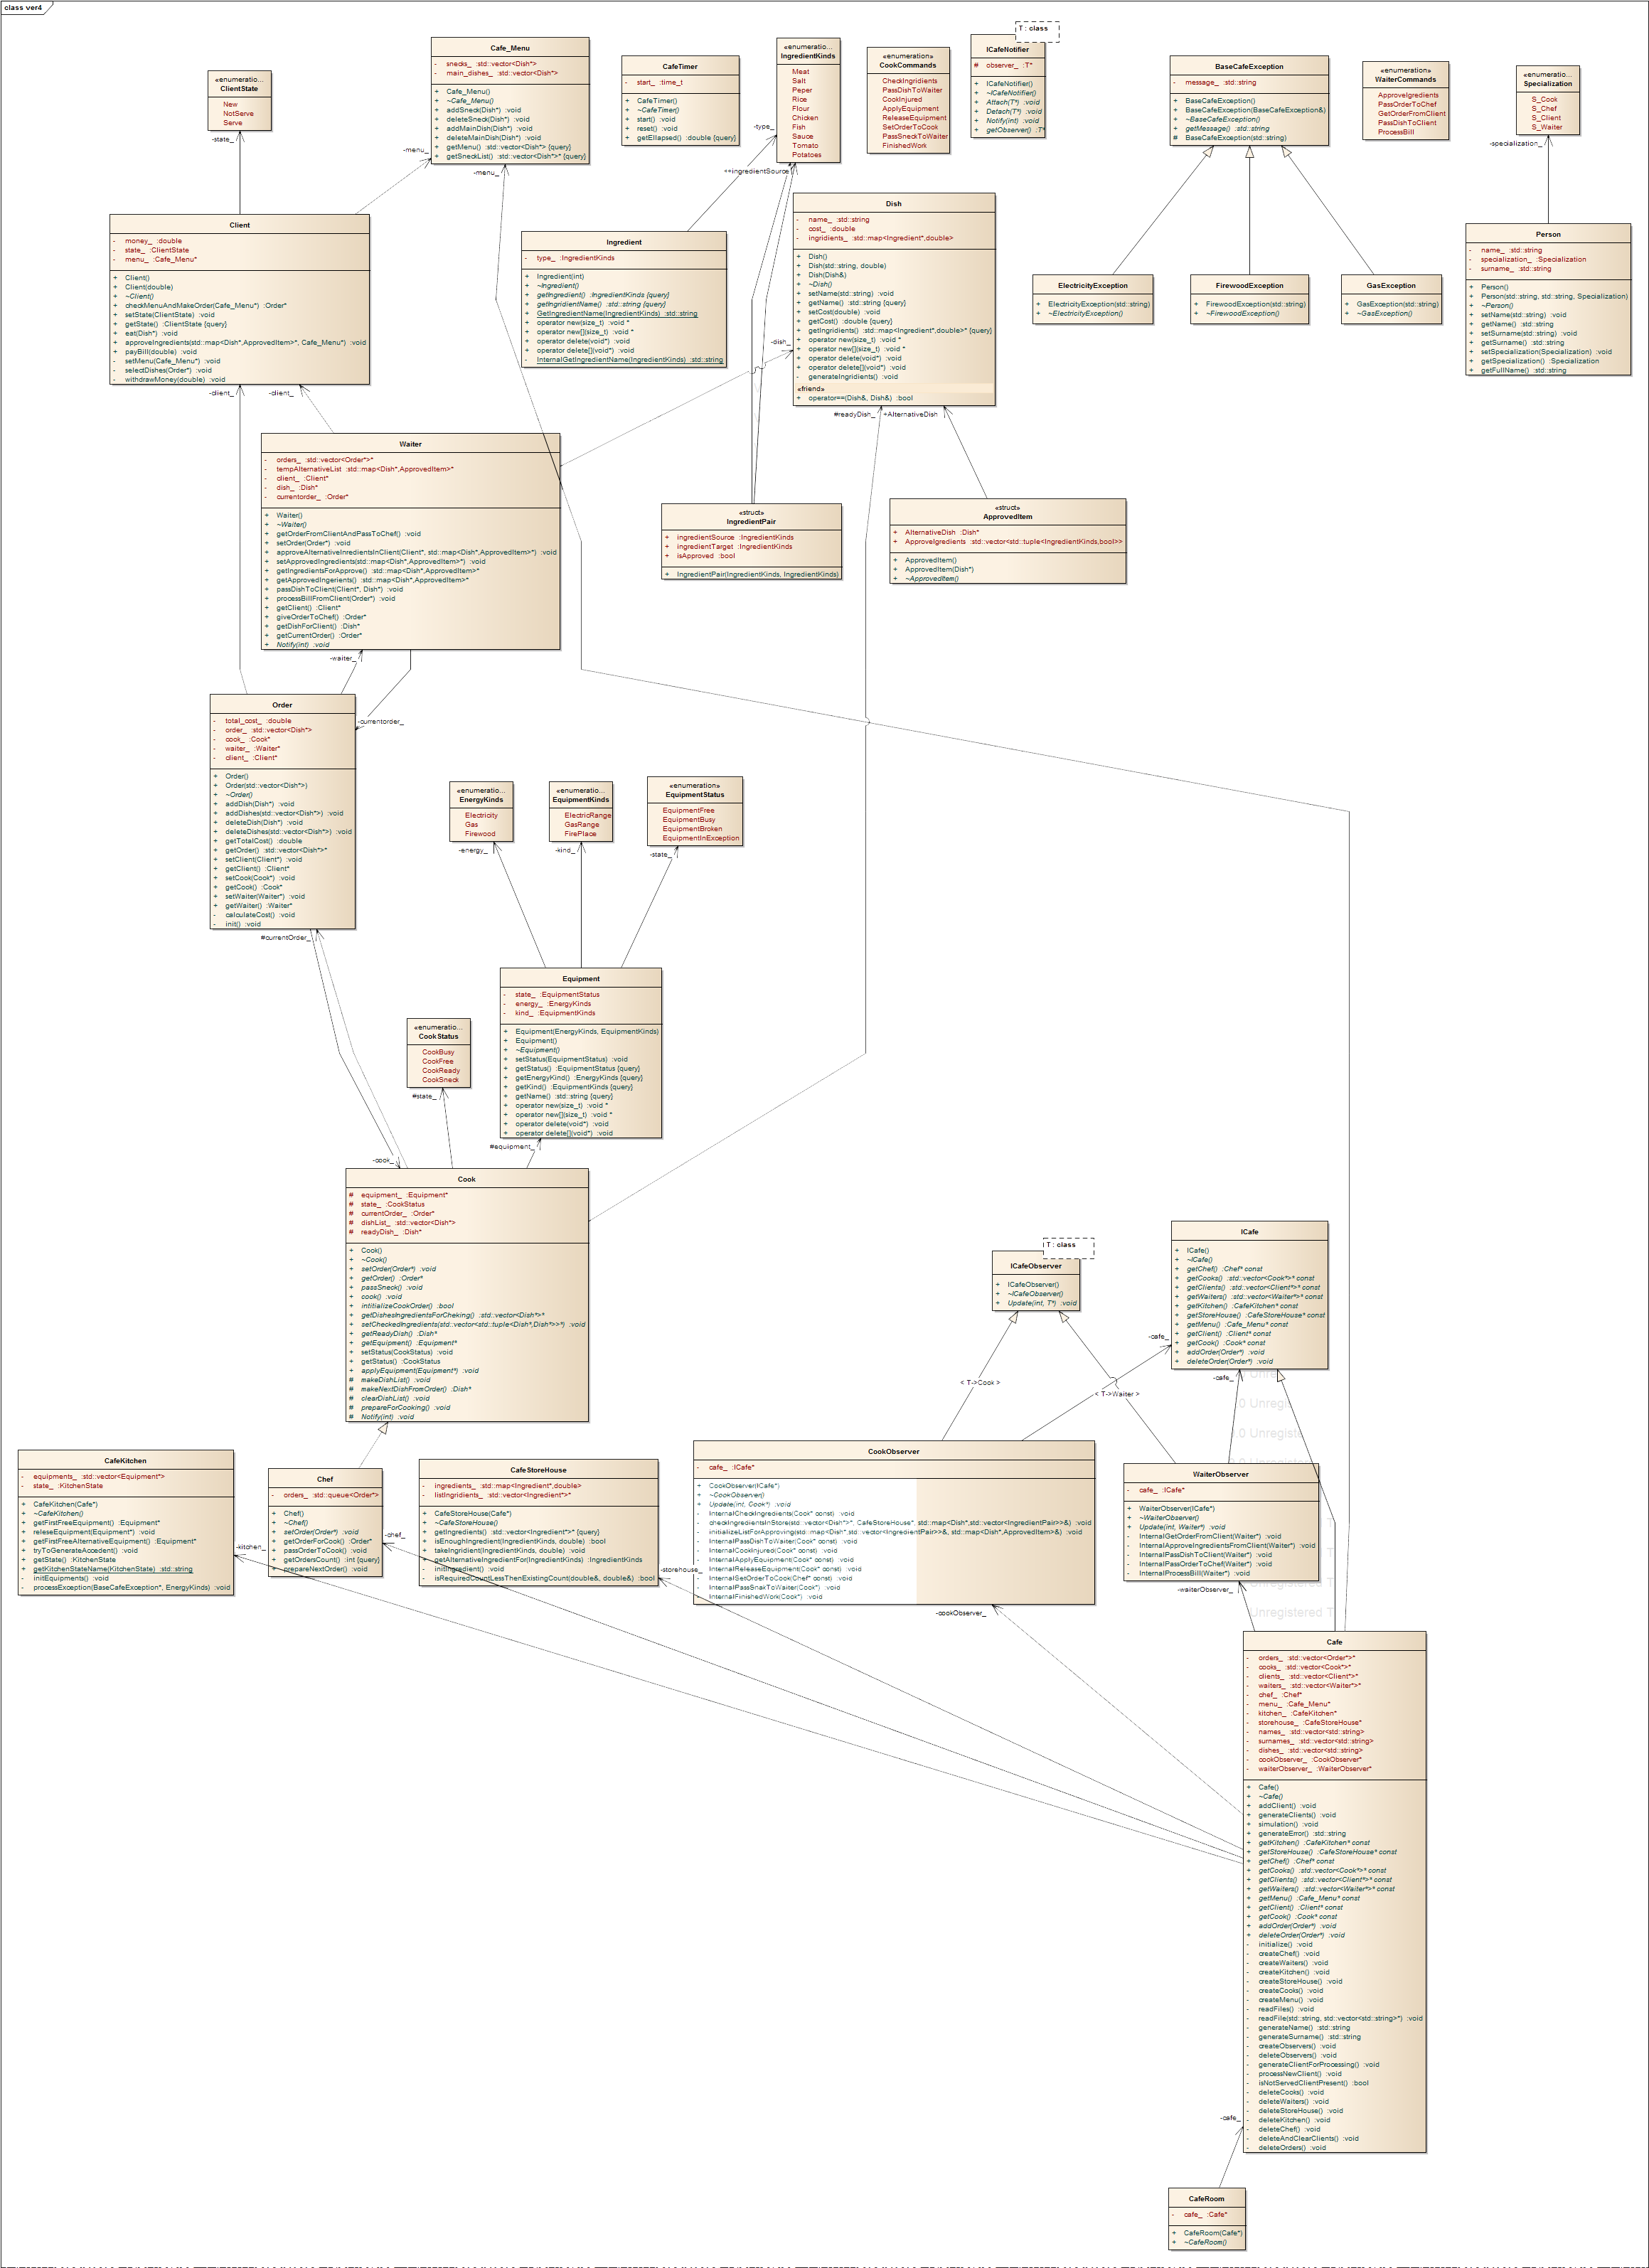 class ver4
«enumeratio...
ClientState
New
NotServe
Serve
-state_
Cafe_Menu
- snecks_ :std::vector<Dish*>
- main_dishes_ :std::vector<Dish*>
+ Cafe_Menu()
+ ~Cafe_Menu()
+ addSneck(Dish*) :void
+ deleteSneck(Dish*) :void
+ addMainDish(Dish*) :void
+ deleteMainDish(Dish*) :void
+ getMenu() :std::vector<Dish*> {query}
+ getSneckList() :std::vector<Dish*>* {query}
-menu_
-menu_
CafeTimer
- start_ :time_t
+ CafeTimer()
+ ~CafeTimer()
+ start() :void
+ reset() :void
+ getEllapsed() :double {query}
«enumeratio...
IngredientKinds
Meat
Salt
Peper
Rice
Flour
Chicken
Fish
Sauce
Tomato
Potatoes
-type_
+ingredientSource
«enumeration»
CookCommands
CheckIngridients
PassDishToWaiter
CookInjured
ApplyEquipment
ReleaseEquipment
SetOrderToCook
PassSneckToWaiter
FinishedWork
T : class
ICafeNotifier
# observer_ :T*
+ ICafeNotifier()
+ ~ICafeNotifier()
+ Attach(T*) :void
+ Detach(T*) :void
+ Notify(int) :void
+ getObserver() :T*
BaseCafeException
- message_ :std::string
+ BaseCafeException()
+ BaseCafeException(BaseCafeException&)
+ ~BaseCafeException()
+ getMessage() :std::string
# BaseCafeException(std::string)
«enumeration»
WaiterCommands
ApproveIgredients
PassOrderToChef
GetOrderFromClient
PassDishToClient
ProcessBill
«enumeratio...
Specialization
S_Cook
S_Chef
S_Client
S_Waiter
-specialization_
Client
- money_ :double
- state_ :ClientState
- menu_ :Cafe_Menu*
+ Client()
+ Client(double)
+ ~Client()
+ checkMenuAndMakeOrder(Cafe_Menu*) :Order*
+ setState(ClientState) :void
+ getState() :ClientState {query}
+ eat(Dish*) :void
+ approveIngredients(std::map<Dish*,ApprovedItem>*, Cafe_Menu*) :void
+ payBill(double) :void
- setMenu(Cafe_Menu*) :void
- selectDishes(Order*) :void
- withdrawMoney(double) :void
-client_
-client_
Ingredient
- type_ :IngredientKinds
+ Ingredient(int)
+ ~Ingredient()
+ getIngredient() :IngredientKinds {query}
+ getIngridientName() :std::string {query}
+ GetIngredientName(IngredientKinds) :std::string
+ operator new(size_t) :void *
+ operator new[](size_t) :void *
+ operator delete(void*) :void
+ operator delete[](void*) :void
- InternalGetIngredientName(IngredientKinds) :std::string
Dish
- name_ :std::string
- cost_ :double
- ingridients_ :std::map<Ingredient*,double>
+ Dish()
+ Dish(std::string, double)
+ Dish(Dish&)
+ ~Dish()
+ setName(std::string) :void
+ getName() :std::string {query}
+ setCost(double) :void
+ getCost() :double {query}
+ getIngridients() :std::map<Ingredient*,double>* {query}
+ operator new(size_t) :void *
+ operator new[](size_t) :void *
+ operator delete(void*) :void
+ operator delete[](void*) :void
- generateIngridients() :void
«friend»
+ operator==(Dish&, Dish&) :bool
-dish_
#readyDish_
+AlternativeDish
ElectricityException
+ ElectricityException(std::string)
+ ~ElectricityException()
FirewoodException
+ FirewoodException(std::string)
+ ~FirewoodException()
GasException
+ GasException(std::string)
+ ~GasException()
Person
- name_ :std::string
- specialization_ :Specialization
- surname_ :std::string
+ Person()
+ Person(std::string, std::string, Specialization)
+ ~Person()
+ setName(std::string) :void
+ getName() :std::string
+ setSurname(std::string) :void
+ getSurname() :std::string
+ setSpecialization(Specialization) :void
+ getSpecialization() :Specialization
+ getFullName() :std::string
Waiter
- orders_ :std::vector<Order*>*
- tempAlternativeList :std::map<Dish*,ApprovedItem>*
- client_ :Client*
- dish_ :Dish*
- currentorder_ :Order*
+ Waiter()
+ ~Waiter()
+ getOrderFromClientAndPassToChef() :void
+ setOrder(Order*) :void
+ approveAlternativeInredientsInClient(Client*, std::map<Dish*,ApprovedItem>*) :void
+ setApprovedIngredients(std::map<Dish*,ApprovedItem>*) :void
+ getIngredientsForApprove() :std::map<Dish*,ApprovedItem>*
+ getApprovedIngerients() :std::map<Dish*,ApprovedItem>*
+ passDishToClient(Client*, Dish*) :void
+ processBillFromClient(Order*) :void
+ getClient() :Client*
+ giveOrderToChef() :Order*
+ getDishForClient() :Dish*
+ getCurrentOrder() :Order*
+ Notify(int) :void
-waiter_
-currentorder_
«struct»
IngredientPair
+ ingredientSource :IngredientKinds
+ ingredientTarget :IngredientKinds
+ isApproved :bool
+ IngredientPair(IngredientKinds, IngredientKinds)
«struct»
ApprovedItem
+ AlternativeDish :Dish*
+ ApproveIgredients :std::vector<std::tuple<IngredientKinds,bool>>
+ ApprovedItem()
+ ApprovedItem(Dish*)
+ ~ApprovedItem()
Order
- total_cost_ :double
- order_ :std::vector<Dish*>
- cook_ :Cook*
- waiter_ :Waiter*
- client_ :Client*
+ Order()
+ Order(std::vector<Dish*>)
+ ~Order()
+ addDish(Dish*) :void
+ addDishes(std::vector<Dish*>) :void
+ deleteDish(Dish*) :void
+ deleteDishes(std::vector<Dish*>) :void
+ getTotalCost() :double
+ getOrder() :std::vector<Dish*>*
+ setClient(Client*) :void
+ getClient() :Client*
+ setCook(Cook*) :void
+ getCook() :Cook*
+ setWaiter(Waiter*) :void
+ getWaiter() :Waiter*
- calculateCost() :void
- init() :void
#currentOrder_
«enumeratio...
EnergyKinds
Electricity
Gas
Firewood
-energy_
«enumeratio...
EquipmentKinds
ElectricRange
GasRange
FirePlace
-kind_
«enumeration»
EquipmentStatus
EquipmentFree
EquipmentBusy
EquipmentBroken
EquipmentInException
-state_
Equipment
- state_ :EquipmentStatus
- energy_ :EnergyKinds
- kind_ :EquipmentKinds
+ Equipment(EnergyKinds, EquipmentKinds)
+ Equipment()
+ ~Equipment()
+ setStatus(EquipmentStatus) :void
+ getStatus() :EquipmentStatus {query}
+ getEnergyKind() :EnergyKinds {query}
+ getKind() :EquipmentKinds {query}
+ getName() :std::string {query}
+ operator new(size_t) :void *
+ operator new[](size_t) :void *
+ operator delete(void*) :void
+ operator delete[](void*) :void
#equipment_
«enumeratio...
CookStatus
CookBusy
CookFree
CookReady
CookSneck
#state_
-cook_
Cook
# equipment_ :Equipment*
# state_ :CookStatus
# currentOrder_ :Order*
# dishList_ :std::vector<Dish*>
# readyDish_ :Dish*
+ Cook()
+ ~Cook()
+ setOrder(Order*) :void
+ getOrder() :Order*
+ passSneck() :void
+ cook() :void
+ intitializeCookOrder() :bool
+ getDishesIngredientsForCheking() :std::vector<Dish*>*
+ setCheckedIngredients(std::vector<std::tuple<Dish*,Dish*>>*) :void
+ getReadyDish() :Dish*
+ getEquipment() :Equipment*
+ setStatus(CookStatus) :void
+ getStatus() :CookStatus
+ applyEquipment(Equipment*) :void
# makeDishList() :void
# makeNextDishFromOrder() :Dish*
# clearDishList() :void
# prepareForCooking() :void
# Notify(int) :void
T : class
ICafeObserver
+ ICafeObserver()
+ ~ICafeObserver()
+ Update(int, T*) :void
< T->Cook >
< T->Waiter >
ICafe
+ ICafe()
+ ~ICafe()
+ getChef() :Chef* const
+ getCooks() :std::vector<Cook*>* const
+ getClients() :std::vector<Client*>* const
+ getWaiters() :std::vector<Waiter*>* const
+ getKitchen() :CafeKitchen* const
+ getStoreHouse() :CafeStoreHouse* const
+ getMenu() :Cafe_Menu* const
+ getClient() :Client* const
+ getCook() :Cook* const
+ addOrder(Order*) :void
+ deleteOrder(Order*) :void
-cafe_
-cafe_
CafeKitchen
- equipments_ :std::vector<Equipment*>
- state_ :KitchenState
+ CafeKitchen(Cafe*)
+ ~CafeKitchen()
+ getFirstFreeEquipment() :Equipment*
+ releseEquipment(Equipment*) :void
+ getFirstFreeAlternativeEquipment() :Equipment*
+ tryToGenerateAccedent() :void
+ getState() :KitchenState
+ getKitchenStateName(KitchenState) :std::string
- initEquipments() :void
- processException(BaseCafeException*, EnergyKinds) :void
-kitchen_
Chef
- orders_ :std::queue<Order*>
+ Chef()
+ ~Chef()
+ setOrder(Order*) :void
+ getOrderForCook() :Order*
+ passOrderToCook() :void
+ getOrdersCount() :int {query}
+ prepareNextOrder() :void
-chef_
CafeStoreHouse
- ingredients_ :std::map<Ingredient*,double>
- listIngridients_ :std::vector<Ingredient*>*
+ CafeStoreHouse(Cafe*)
+ ~CafeStoreHouse()
+ getIngredients() :std::vector<Ingredient*>* {query}
+ isEnoughIngredient(IngredientKinds, double) :bool
+ takeIngridient(IngredientKinds, double) :void
+ getAlternativeIngredientFor(IngredientKinds) :IngredientKinds
- initIngredient() :void
- isRequiredCountLessThenExistingCount(double&, double&) :bool
-storehouse_
CookObserver
- cafe_ :ICafe*
+ CookObserver(ICafe*)
+ ~CookObserver()
+ Update(int, Cook*) :void
- InternalCheckIngredients(Cook* const) :void
- checkIngredientsInStore(std::vector<Dish*>*, CafeStoreHouse*, std::map<Dish*,std::vector<IngredientPair>>&) :void
- initializeListForApproving(std::map<Dish*,std::vector<IngredientPair>>&, std::map<Dish*,ApprovedItem>&) :void
- InternalPassDishToWaiter(Cook* const) :void
- InternalCookInjured(Cook* const) :void
- InternalApplyEquipment(Cook* const) :void
- InternalReleaseEquipment(Cook* const) :void
- InternalSetOrderToCook(Chef* const) :void
- InternalPassSnakToWaiter(Cook*) :void
- InternalFinishedWork(Cook*) :void
-cookObserver_
WaiterObserver
- cafe_ :ICafe*
+ WaiterObserver(ICafe*)
+ ~WaiterObserver()
+ Update(int, Waiter*) :void
- InternalGetOrderFromClient(Waiter*) :void
- InternalApproveIngredientsFromClient(Waiter*) :void
- InternalPassDishToClient(Waiter*) :void
- InternalPassOrderToChef(Waiter*) :void
- InternalProcessBill(Waiter*) :void
-waiterObserver_
Unregistered T
Cafe
- orders_ :std::vector<Order*>*
- cooks_ :std::vector<Cook*>*
- clients_ :std::vector<Client*>*
- waiters_ :std::vector<Waiter*>*
- chef_ :Chef*
- menu_ :Cafe_Menu*
- kitchen_ :CafeKitchen*
- storehouse_ :CafeStoreHouse*
- names_ :std::vector<std::string>
- surnames_ :std::vector<std::string>
- dishes_ :std::vector<std::string>
- cookObserver_ :CookObserver*
- waiterObserver_ :WaiterObserver*
+ Cafe()
+ ~Cafe()
+ addClient() :void
+ generateClients() :void
+ simulation() :void
+ generateError() :std::string
+ getKitchen() :CafeKitchen* const
+ getStoreHouse() :CafeStoreHouse* const
+ getChef() :Chef* const
+ getCooks() :std::vector<Cook*>* const
+ getClients() :std::vector<Client*>* const
+ getWaiters() :std::vector<Waiter*>* const
+ getMenu() :Cafe_Menu* const
+ getClient() :Client* const
+ getCook() :Cook* const
+ addOrder(Order*) :void
+ deleteOrder(Order*) :void
- initialize() :void
- createChef() :void
- createWaiters() :void
- createKitchen() :void
- createStoreHouse() :void
- createCooks() :void
- createMenu() :void
- readFiles() :void
- readFile(std::string, std::vector<std::string>*) :void
- generateName() :std::string
- generateSurname() :std::string
- createObservers() :void
- deleteObservers() :void
- generateClientForProcessing() :void
- processNewClient() :void
- isNotServedClientPresent() :bool
- deleteCooks() :void
- deleteWaiters() :void
- deleteStoreHouse() :void
- deleteKitchen() :void
- deleteChef() :void
- deleteAndClearClients() :void
- deleteOrders() :void
-cafe_
CafeRoom
- cafe_ :Cafe*
+ CafeRoom(Cafe*)
+ ~CafeRoom()